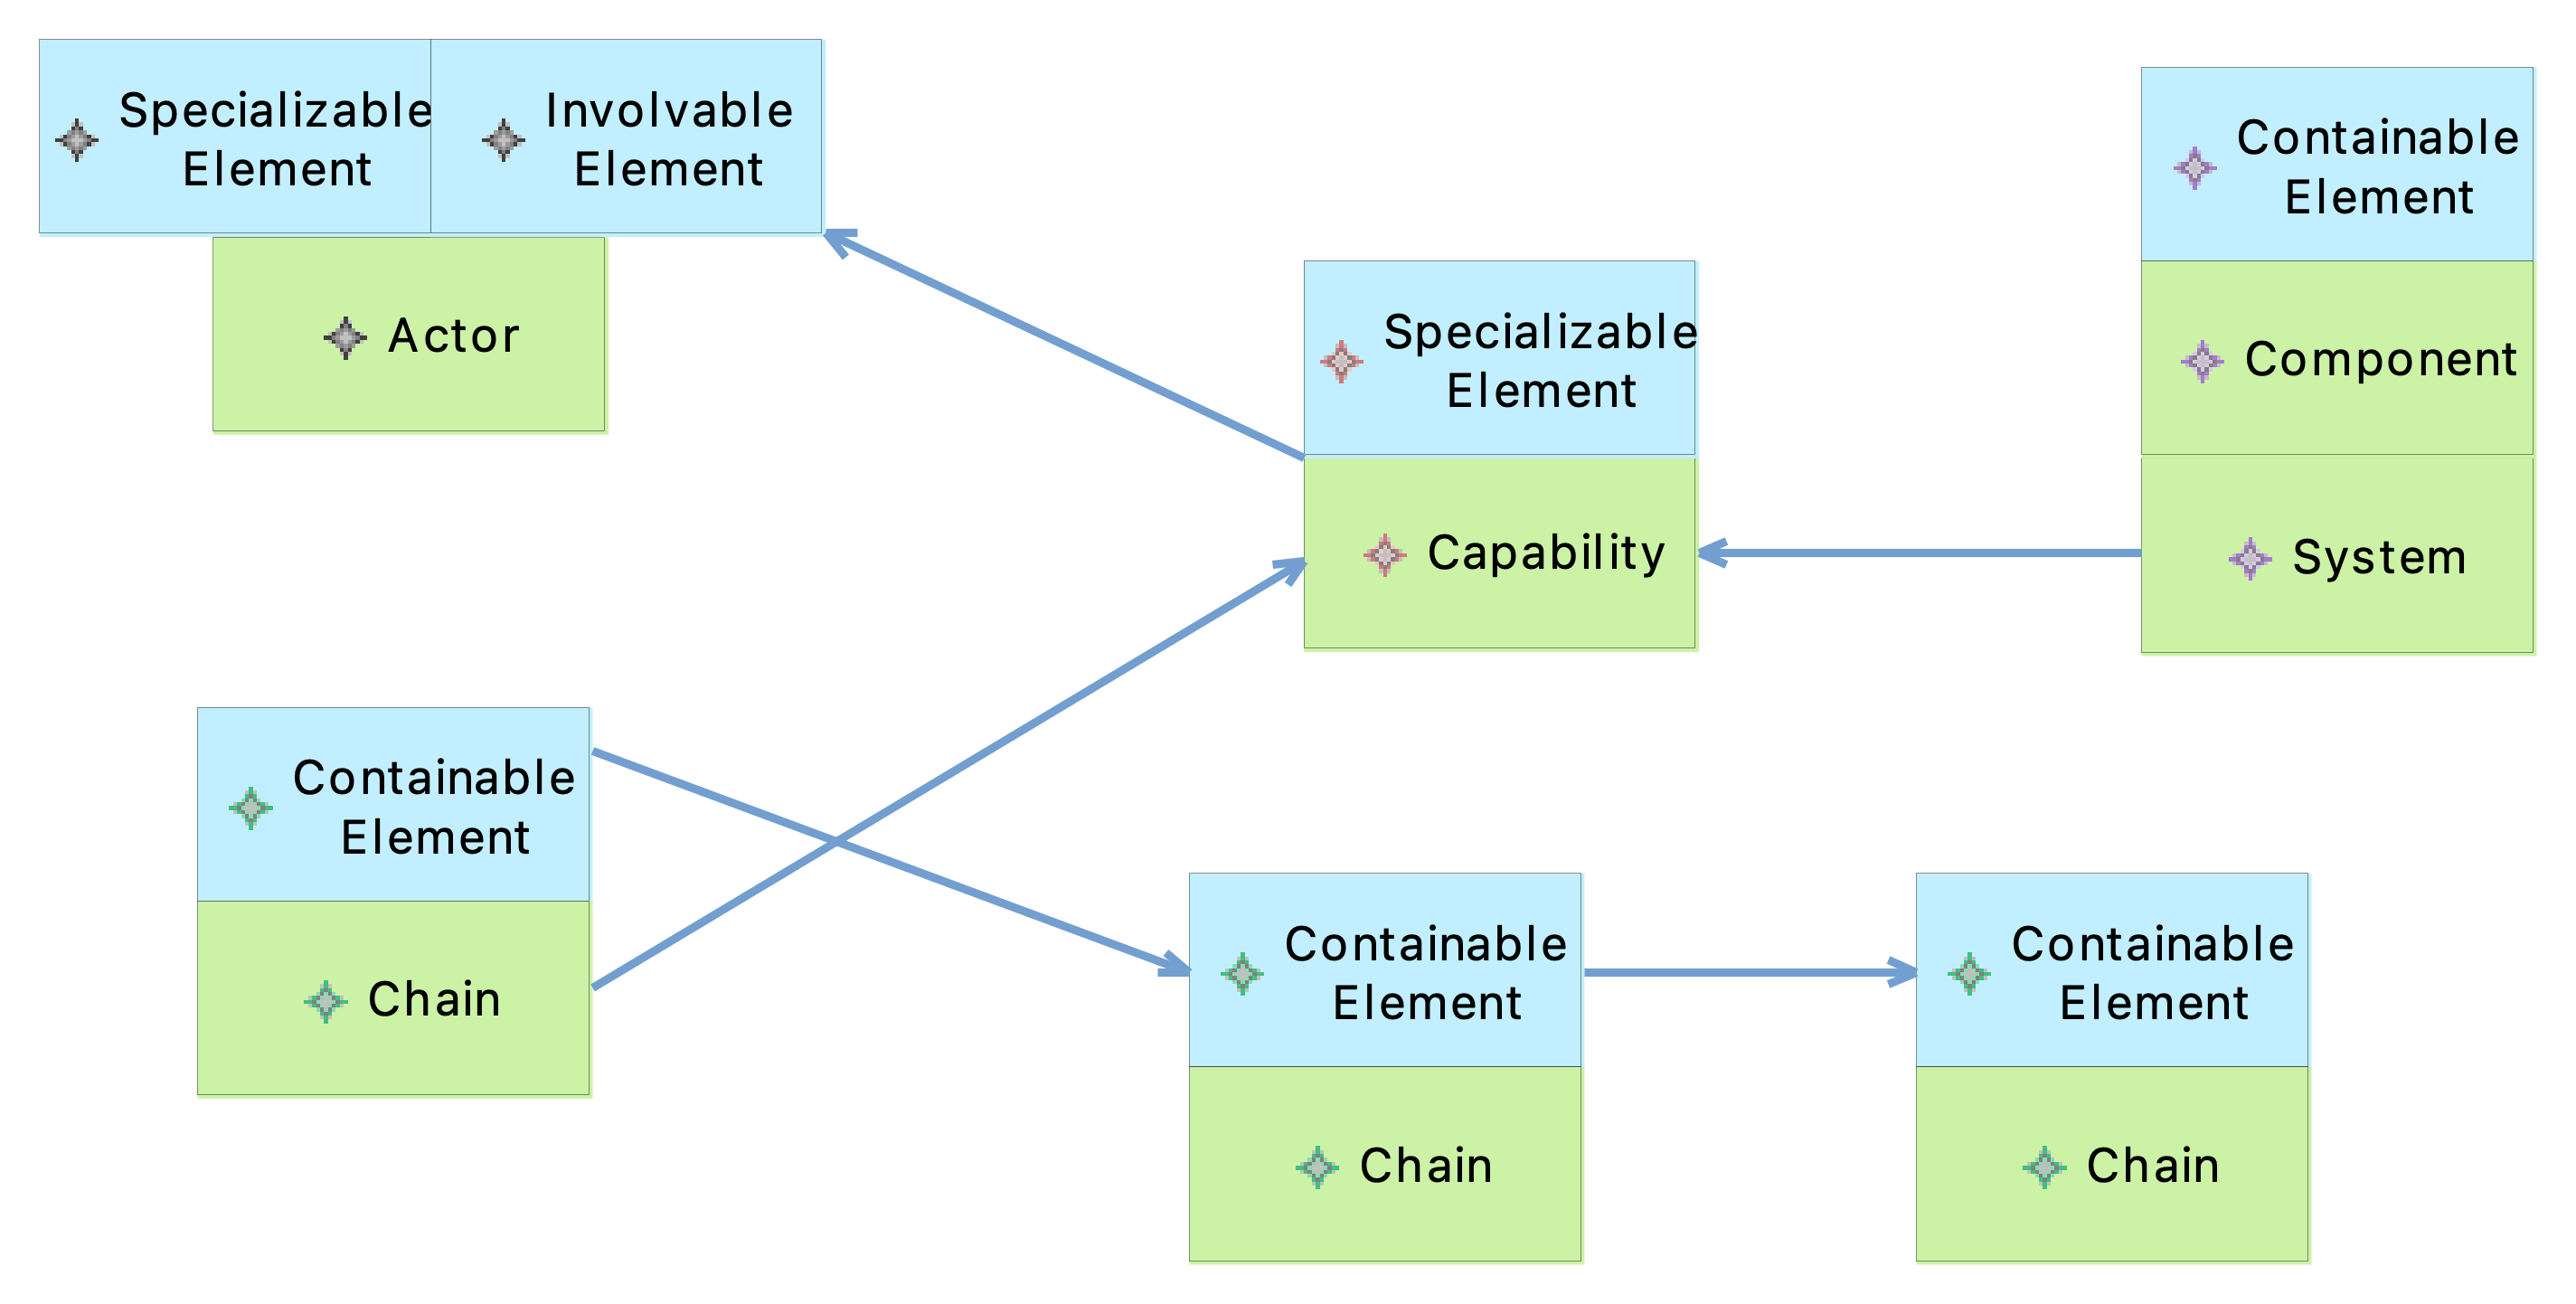 Specializable
Element
Involvable
Element
Actor
Specializable
Element
Capability
Containable
Element
Component
System
Containable
Element
Chain
Containable
Element
Chain
Containable
Element
Chain